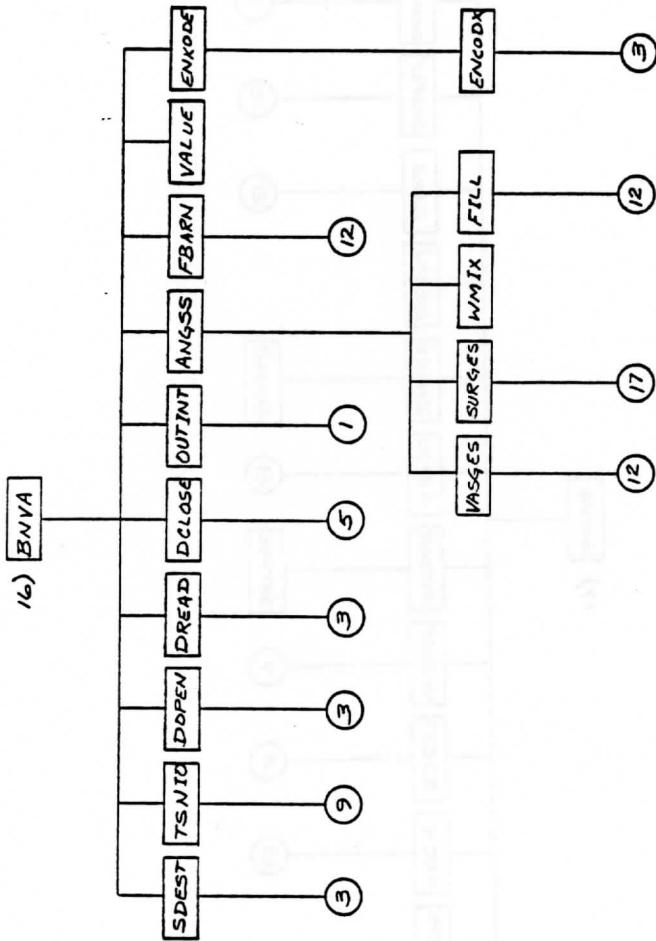 16) BNVA
SDEST
TSNIO
DOPEN
DREAD
DCLOSE
OUTINT
ANGSS
FBARN
VALUE
ENKODE
3
9
3
3
5
1
12
VASGES
SURGES
WMIX
FILL
ENCODX
12
17
12
3